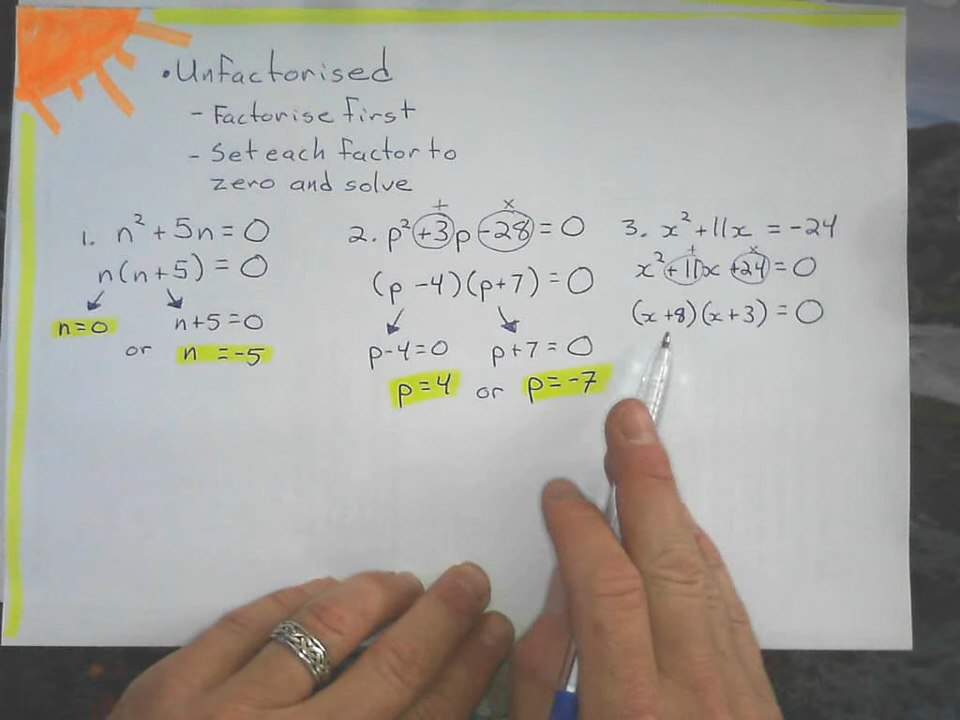 • Unfactorised
- Factorise first
- Set each factor to
zero and solve
1. n² + 5n = 0
n(n+5) = 0
n=0
n+5=0
or n = -5
+ x
2. p² +3p -28 = 0
(p -4)(p+7) = 0
p-4=0 p+7=0
p=4 or p=-7
3. x² +11x = -24
+ x
x² +11x +24 = 0
(x +8)(x+3) = 0